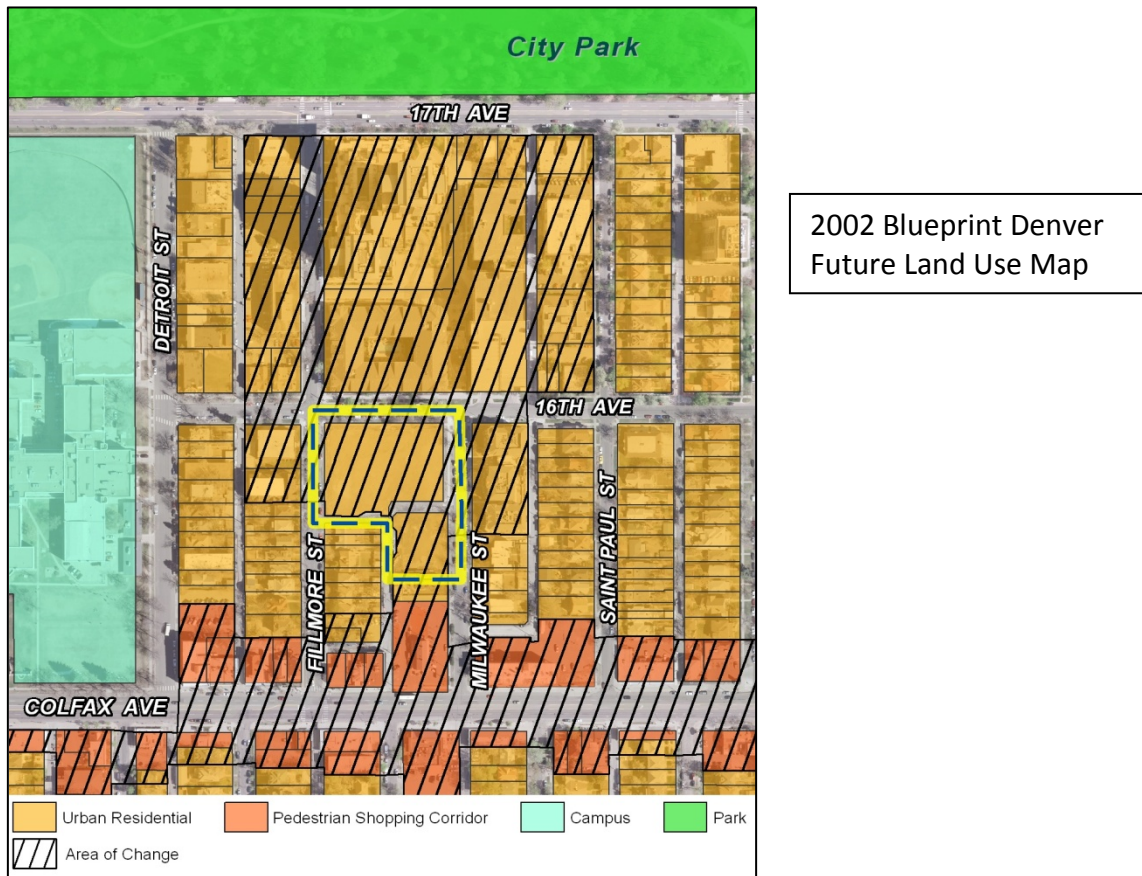 City Park
17TH AVE
DETROIT ST
16TH AVE
FILLMORE ST
MILWAUKEE ST
SAINT PAUL ST
COLFAX AVE
Urban Residential
Pedestrian Shopping Corridor
Campus
Park
Area of Change
2002 Blueprint Denver
Future Land Use Map